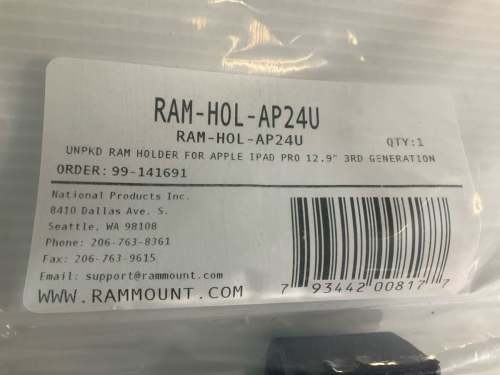 RAM-HOL-AP24U
RAM-HOL-AP24U
QTY:1
UNPKD RAM HOLDER FOR APPLE IPAD PRO 12.9" 3RD GENERATION
ORDER: 99-141691
National Products Inc.
8410 Dallas Ave. S.
Seattle, WA 98108
Phone: 206-763-8361
Fax: 206-763-9615
Email: support@rammount.com
WWW.RAMMOUNT.COM
7 93442 00817 7